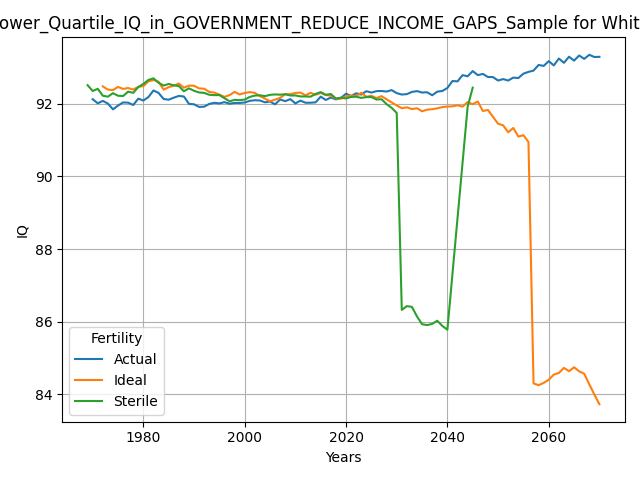 ower_Quartile_IQ_in_GOVERNMENT_REDUCE_INCOME_GAPS_Sample for Whit
92
90
88
86
84
IQ
Fertility
Actual
Ideal
Sterile
1980 2000 2020 2040 2060
Years